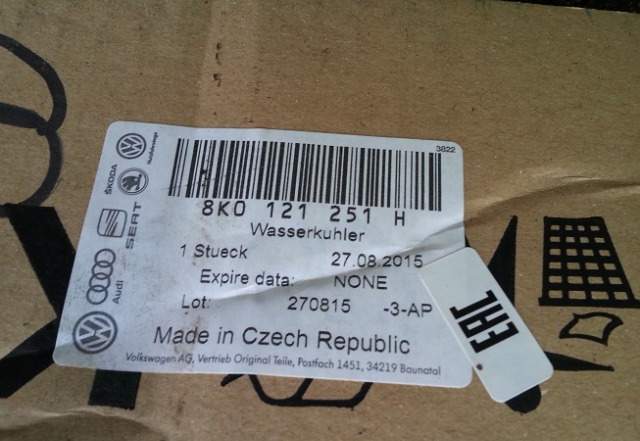 3822
8K0 121 251 H
Wasserkuhler
1 Stueck 27.08.2015
Expire data: NONE
Lot: 270815 -3-AP
Made in Czech Republic
Volkswagen AG, Vertrieb Original Teile, Postfach 1451, 34219 Baunatal
ŠKODA
SEAT
Audi
EAC